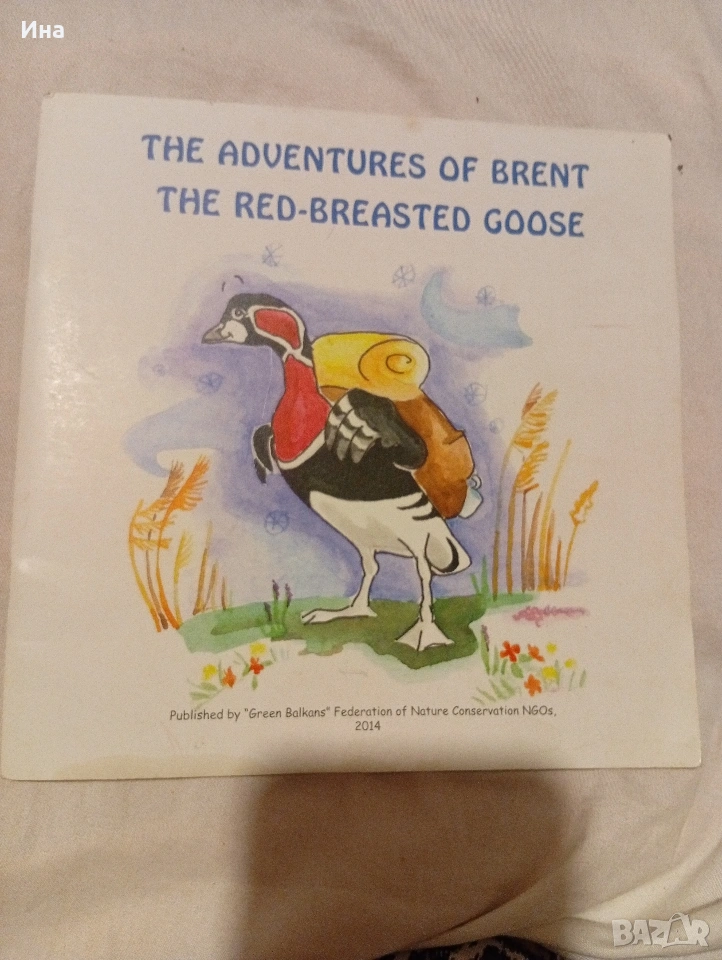 Ина
THE ADVENTURES OF BRENT
THE RED-BREASTED GOOSE
Published by "Green Balkans" Federation of Nature Conservation NGOs,
2014
BAZAR